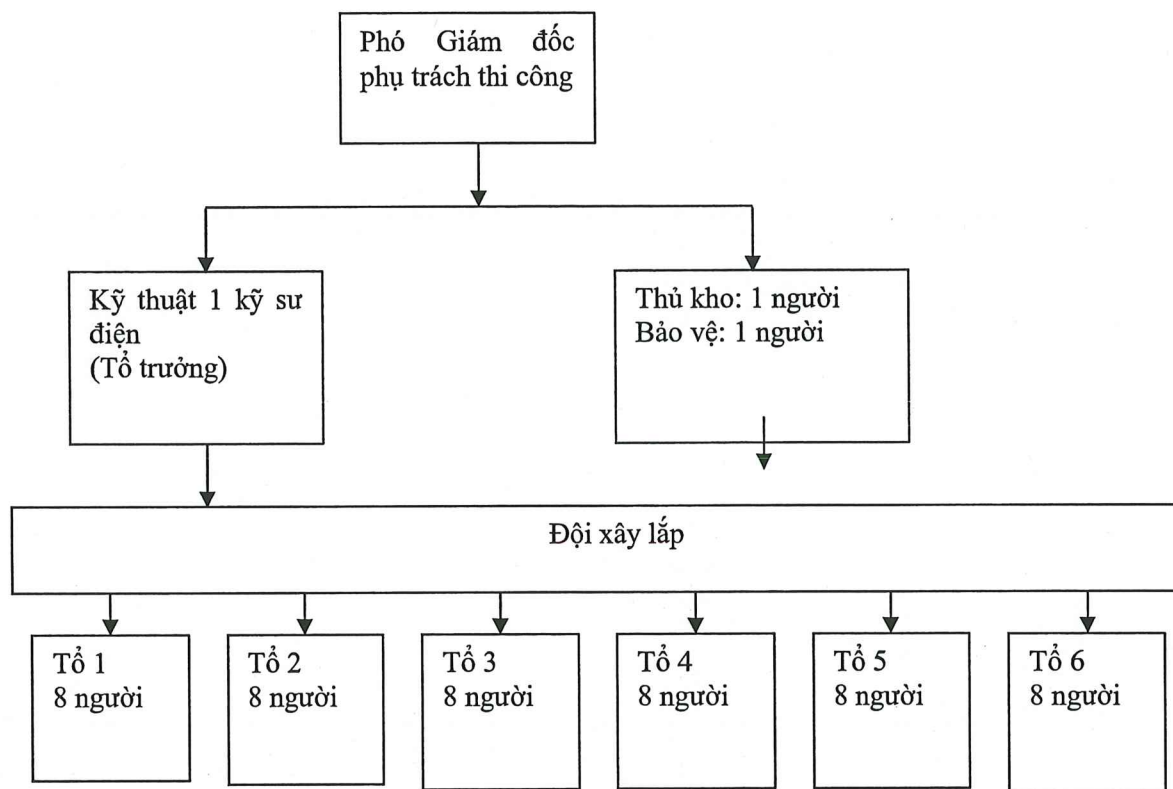 Phó Giám đốc
phụ trách thi công
Kỹ thuật 1 kỹ sư
điện
(Tổ trưởng)
Thủ kho: 1 người
Bảo vệ: 1 người
Đội xây lắp
Tổ 1
8 người
Tổ 2
8 người
Tổ 3
8 người
Tổ 4
8 người
Tổ 5
8 người
Tổ 6
8 người